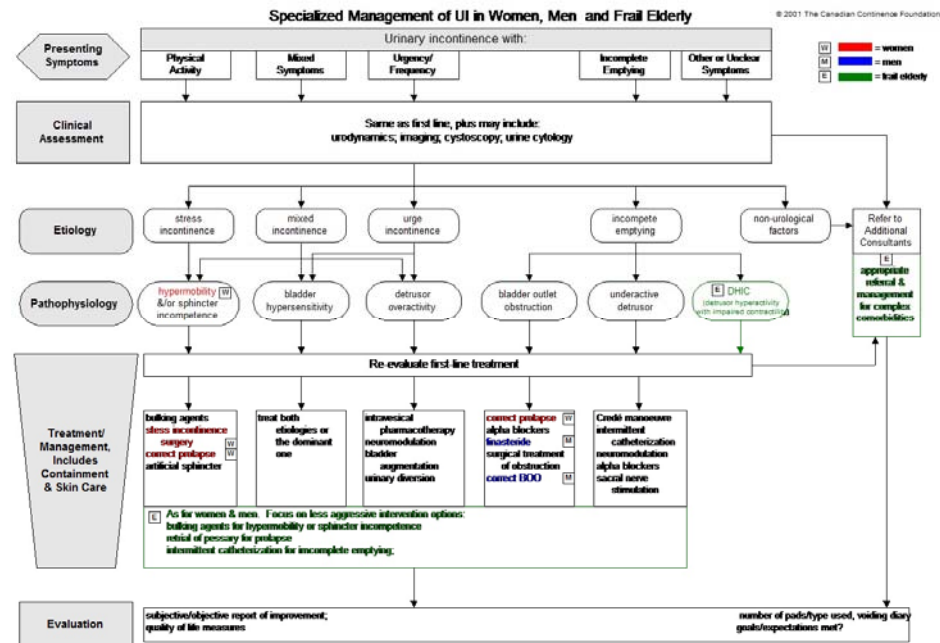 Specialized Management of UI in Women, Men and Frail Elderly
© 2001 The Canadian Continence Foundation
Presenting
Symptoms
Urinary incontinence with:
Physical
Activity
Mixed
Symptoms
Urgency/
Frequency
Incomplete
Emptying
Other or Unclear
Symptoms
W = women
M = men
E = frail elderly
Clinical
Assessment
Same as first line, plus may include:
urodynamics; imaging; cystoscopy; urine cytology
Etiology
stress
incontinence
mixed
incontinence
urge
incontinence
incompete
emptying
non-urological
factors
Refer to
Additional
Consultants
E
appropriate
referral &
management
for complex
comorbidities
Pathophysiology
hypermobility W
&/or sphincter
incompetence
bladder
hypersensitivity
detrusor
overactivity
bladder outlet
obstruction
underactive
detrusor
E DHIC
(detrusor hyperactivity
with impaired contractility)
Re-evaluate first-line treatment
Treatment/
Management,
Includes
Containment
& Skin Care
bulking agents
stess incontinence
surgery W
correct prolapse W
artificial sphincter
treat both
etiologies or
the dominant
one
intravesical
pharmacotherapy
neuromodulation
bladder
augmentation
urinary diversion
correct prolapse W
alpha blockers
finasteride M
surgical treatment
of obstruction
correct BOO M
Credé manoeuvre
intermittent
catheterization
neuromodulation
alpha blockers
sacral nerve
stimulation
E As for women & men. Focus on less aggressive intervention options:
bulking agents for hypermobility or sphincter incompetence
retrial of pessary for prolapse
intermittent catheterization for imcomplete emptying;
Evaluation
subjective/objective report of improvement;
quality of life measures
number of pads/type used, voiding diary
goals/expectations met?